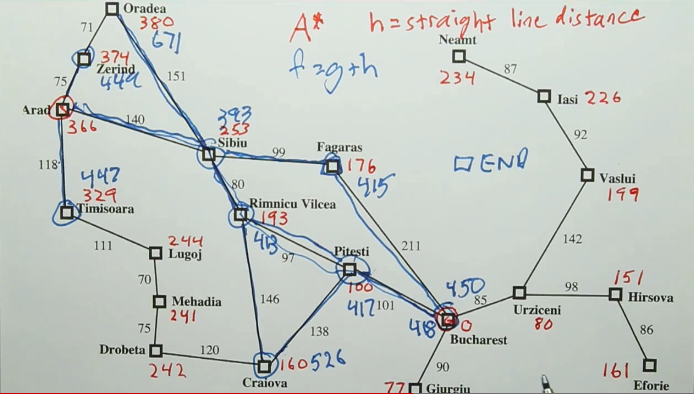 Oradea
380
671
A*
h=straight line distance
f=g+h
71
Zerind
374
449
75
151
Neamt
234
87
Iasi 226
92
Arad
366
140
393
253
Sibiu
99
Fagaras
176
415
END
Vaslui
199
118
447
329
Timisoara
80
Rimnicu Vilcea
193
413
97
211
142
111
244
Lugoj
70
Mehadia
241
75
Drobeta
242
120
146
Pitesti
100
417
101
138
Craiova
160 526
450
418
0
Bucharest
85
Urziceni
80
98
151
Hirsova
86
161
Eforie
90
77
Giurgiu